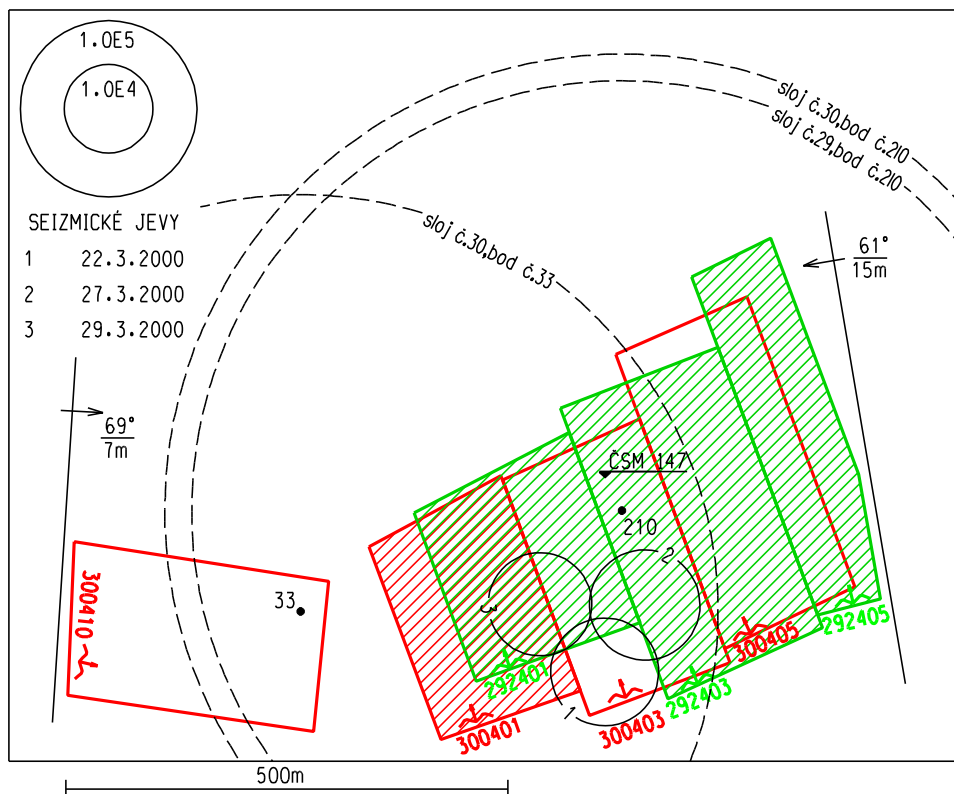 1.0E5
1.0E4
SEIZMICKÉ JEVY
1 22.3.2000
2 27.3.2000
3 29.3.2000
sloj č.30,bod č.210
sloj č.29,bod č.210
sloj č.30,bod č.33
61°
15m
69°
7m
ČSM 147
210
33
300410
2
3
1
292401
300401
300403
292403
300405
292405
500m